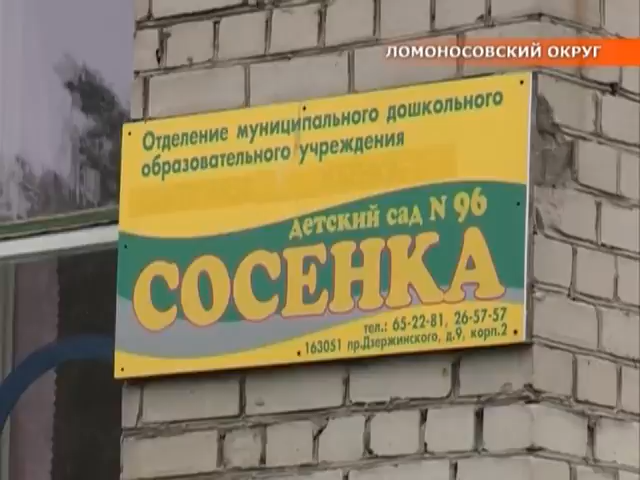 ЛОМОНОСОВСКИЙ ОКРУГ
Отделение муниципального дошкольного
образовательного учреждения
детский сад N 96
СОСЕНКА
тел.: 65-22-81, 26-57-57
163051 пр.Дзержинского, д.9, корп.2